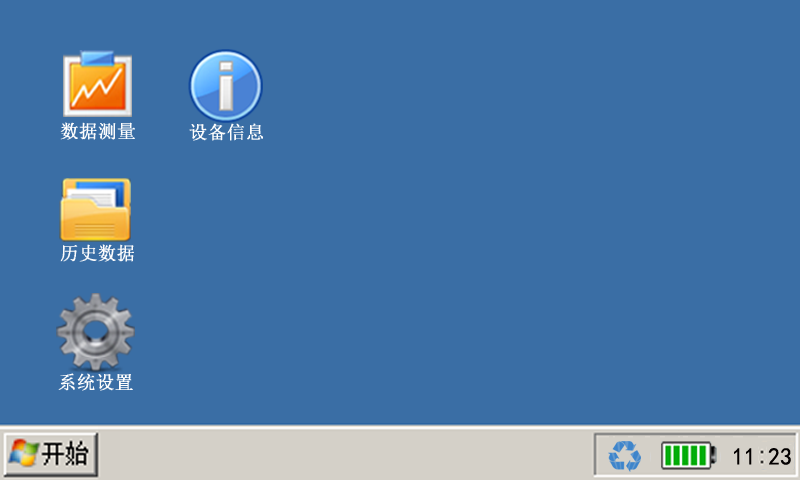 数据测量
设备信息
历史数据
系统设置
开始
11:23